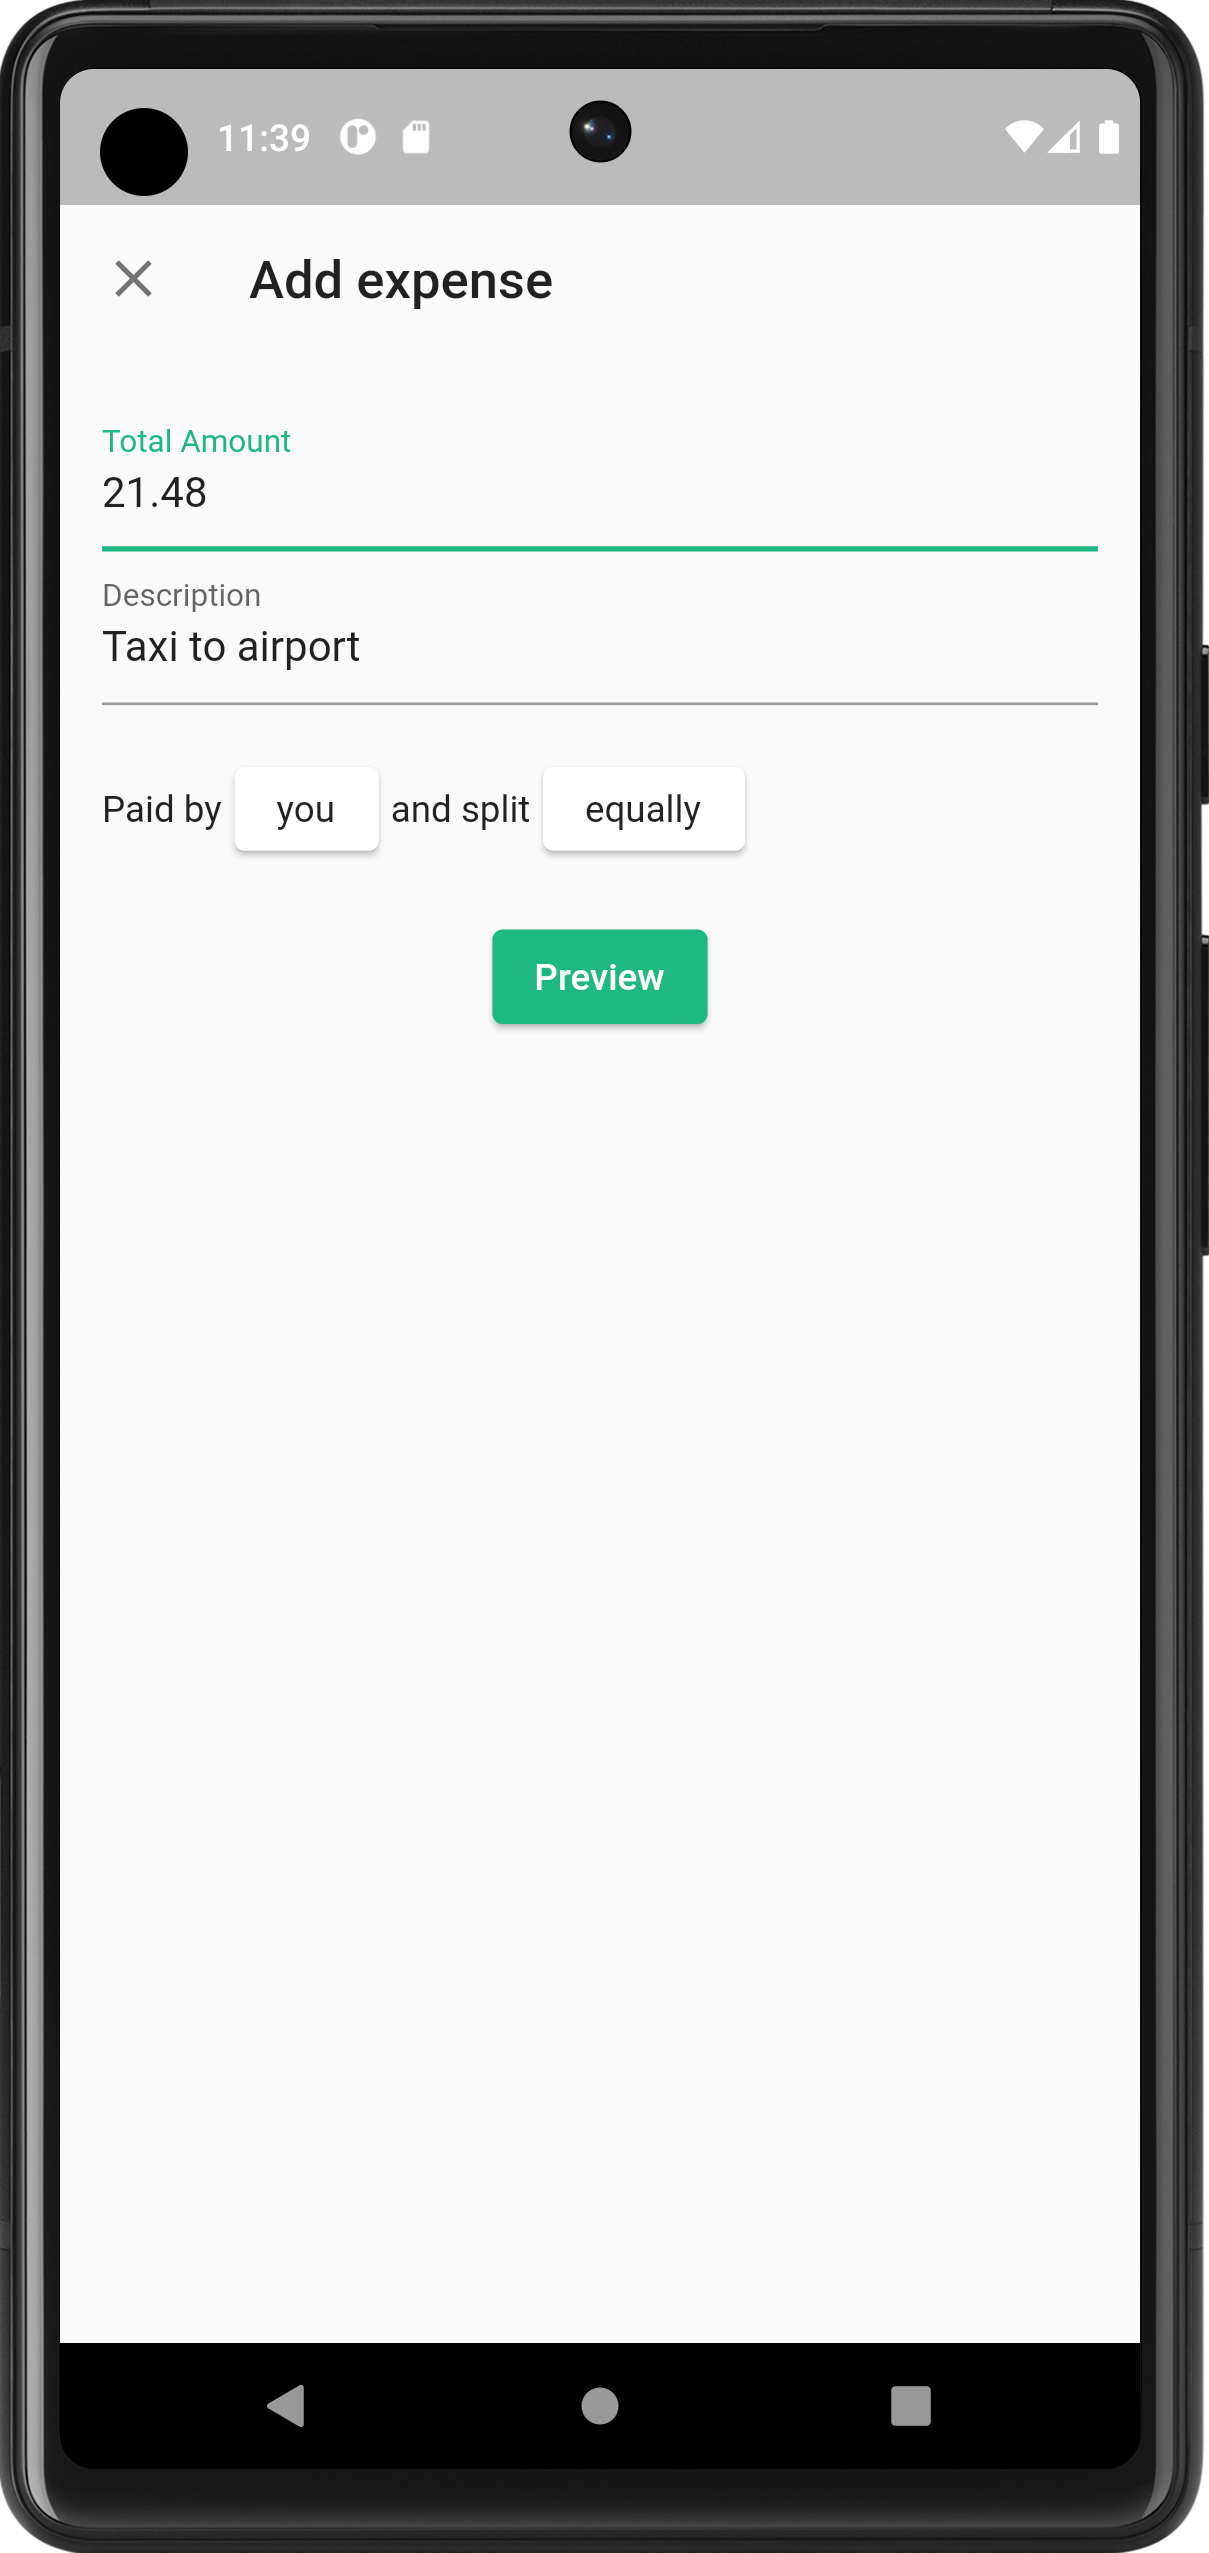 11:39
Add expense
Total Amount
21.48
Description
Taxi to airport
Paid by you and split equally
Preview